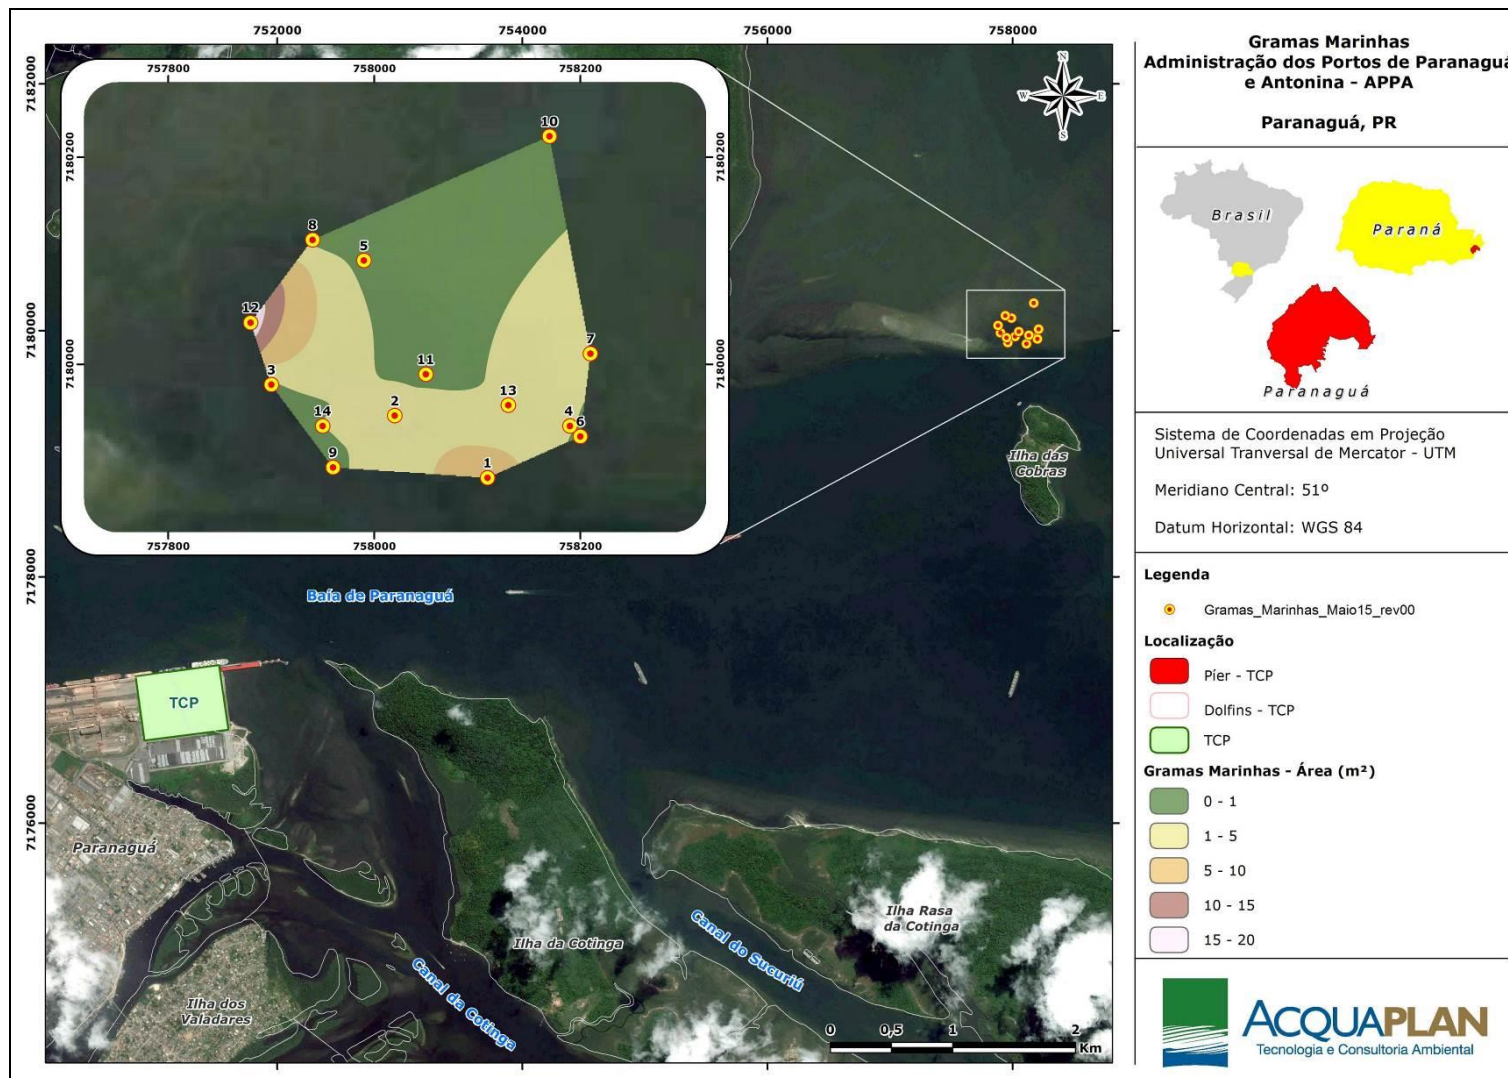 752000
754000
756000
758000
7182000
7180000
7178000
7176000
757800
758000
758200
7180200
7180000
7180200
7180000
10
8
5
12
7
3
11
13
2
14
4
6
9
1
757800
758000
758200
N
W
E
S
Ilha das
Cobras
Baía de Paranaguá
TCP
Paranaguá
Ilha da Cotinga
Ilha Rasa
da Cotinga
Canal do Sucuriú
Canal da Cotinga
Ilha dos
Valadares
0 0,5 1 2
Km
Gramas Marinhas
Administração dos Portos de Paranaguá
e Antonina - APPA
Paranaguá, PR
Brasil
Paraná
Paranaguá
Sistema de Coordenadas em Projeção
Universal Tranversal de Mercator - UTM
Meridiano Central: 51º
Datum Horizontal: WGS 84
Legenda
Gramas_Marinhas_Maio15_rev00
Localização
Píer - TCP
Dolfins - TCP
TCP
Gramas Marinhas - Área (m²)
0 - 1
1 - 5
5 - 10
10 - 15
15 - 20
ACQUAPLAN
Tecnologia e Consultoria Ambiental